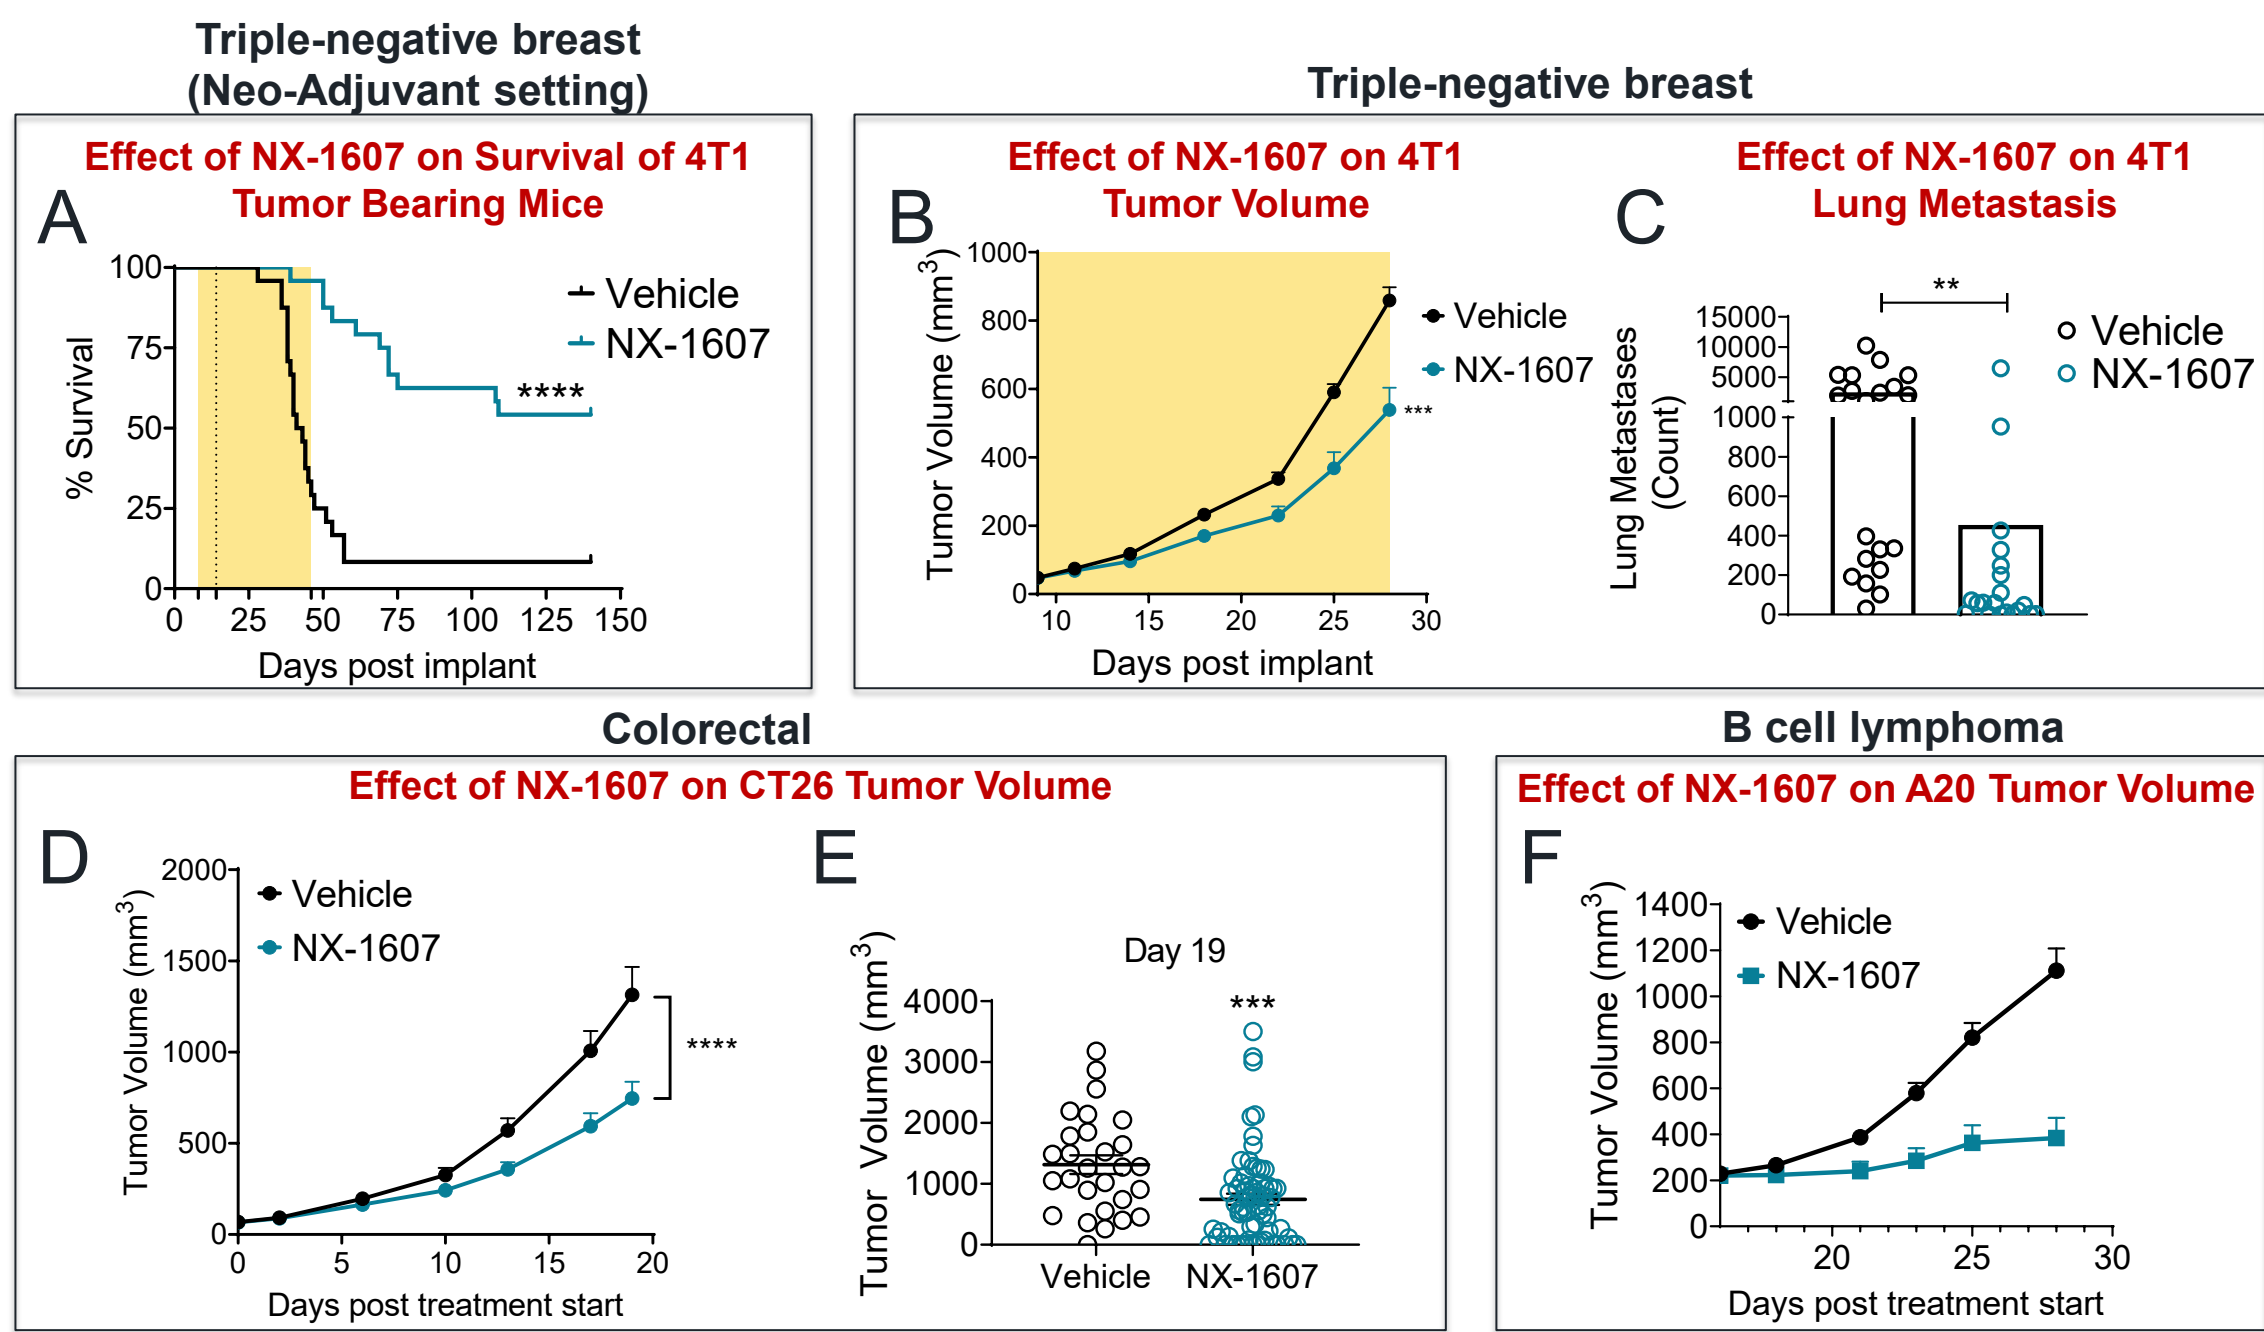 Triple-negative breast
(Neo-Adjuvant setting)
Effect of NX-1607 on Survival of 4T1
Tumor Bearing Mice
A
100
75
50
25
0
% Survival
Vehicle
NX-1607
****
0 25 50 75 100 125 150
Days post implant
Triple-negative breast
Effect of NX-1607 on 4T1
Tumor Volume
B
1000
800
600
400
200
0
Tumor Volume (mm³)
Vehicle
NX-1607
***
10 15 20 25 30
Days post implant
Effect of NX-1607 on 4T1
Lung Metastasis
C
**
15000
10000
5000
1000
800
600
400
200
0
Lung Metastases
(Count)
Vehicle
NX-1607
Colorectal
Effect of NX-1607 on CT26 Tumor Volume
D
2000
1500
1000
500
0
Tumor Volume (mm³)
Vehicle
NX-1607
****
0 5 10 15 20
Days post treatment start
E
Day 19
***
4000
3000
2000
1000
0
Tumor Volume (mm³)
Vehicle NX-1607
B cell lymphoma
Effect of NX-1607 on A20 Tumor Volume
F
1400
1200
1000
800
600
400
200
0
Tumor Volume (mm³)
Vehicle
NX-1607
20 25 30
Days post treatment start